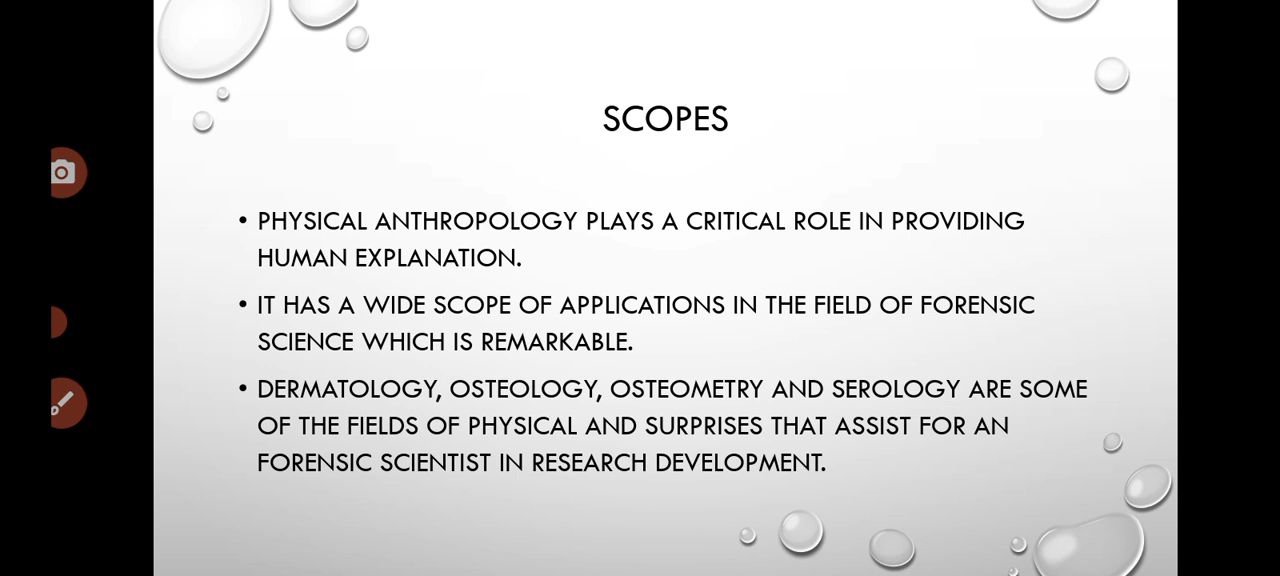 SCOPES
• PHYSICAL ANTHROPOLOGY PLAYS A CRITICAL ROLE IN PROVIDING
HUMAN EXPLANATION.
• IT HAS A WIDE SCOPE OF APPLICATIONS IN THE FIELD OF FORENSIC
SCIENCE WHICH IS REMARKABLE.
• DERMATOLOGY, OSTEOLOGY, OSTEOMETRY AND SEROLOGY ARE SOME
OF THE FIELDS OF PHYSICAL AND SURPRISES THAT ASSIST FOR AN
FORENSIC SCIENTIST IN RESEARCH DEVELOPMENT.